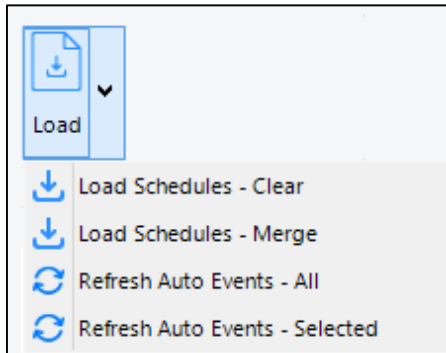 Load
Load Schedules - Clear
Load Schedules - Merge
Refresh Auto Events - All
Refresh Auto Events - Selected